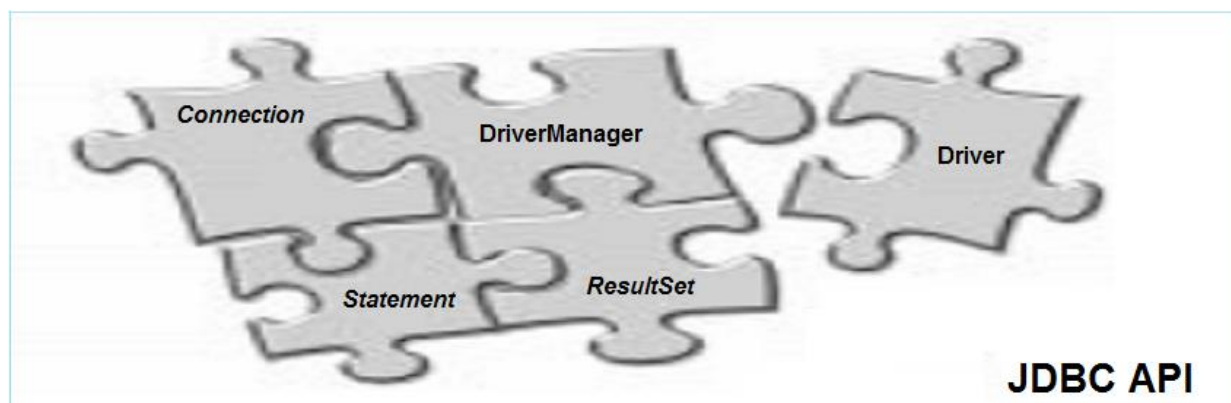 Connection
DriverManager
Driver
Statement
ResultSet
JDBC API